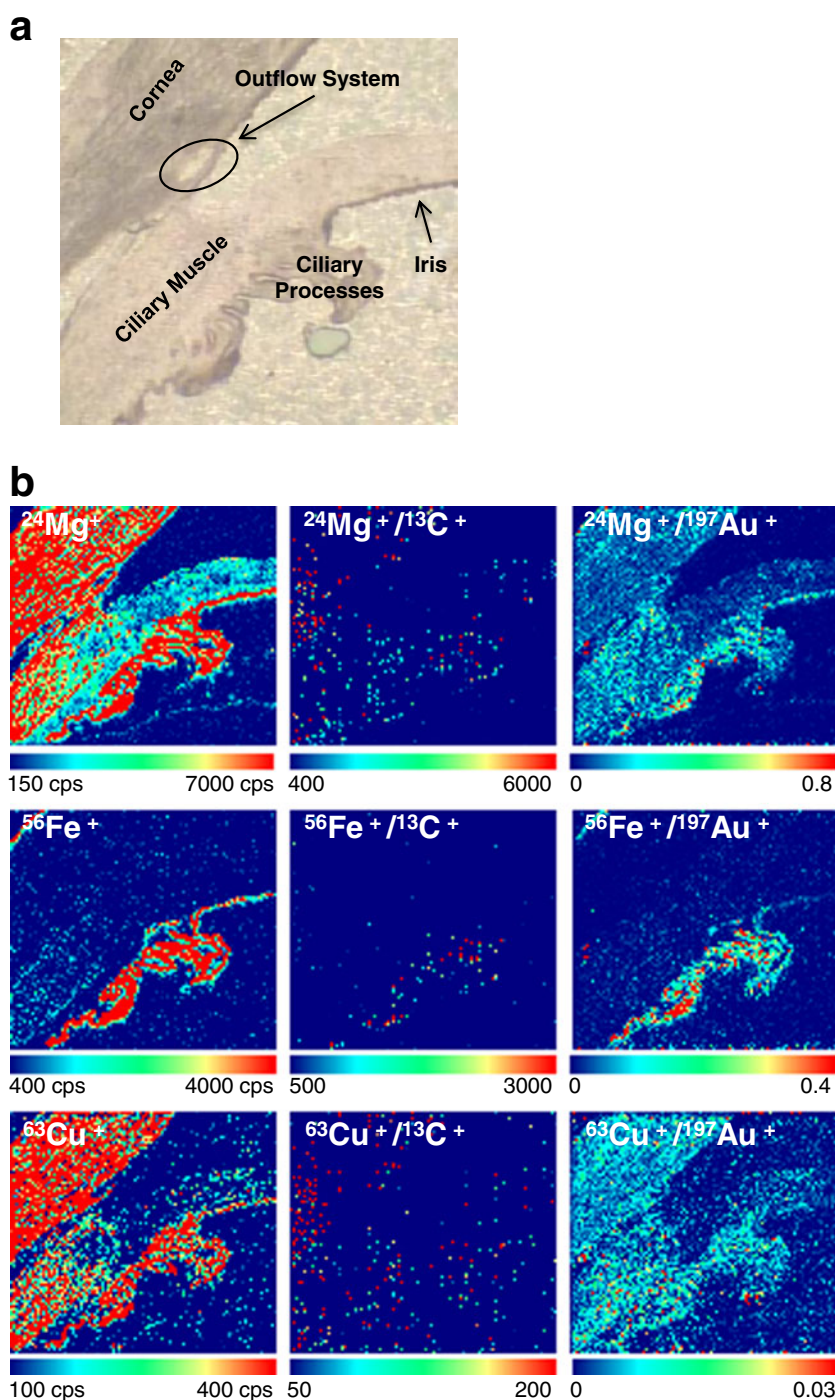 a
Cornea
Outflow System
Ciliary Muscle
Ciliary
Processes
Iris
b
²⁴Mg⁺
²⁴Mg⁺/¹³C⁺
²⁴Mg⁺/¹⁹⁷Au⁺
150 cps 7000 cps
400 6000
0 0.8
⁵⁶Fe⁺
⁵⁶Fe⁺/¹³C⁺
⁵⁶Fe⁺/¹⁹⁷Au⁺
400 cps 4000 cps
500 3000
0 0.4
⁶³Cu⁺
⁶³Cu⁺/¹³C⁺
⁶³Cu⁺/¹⁹⁷Au⁺
100 cps 400 cps
50 200
0 0.03